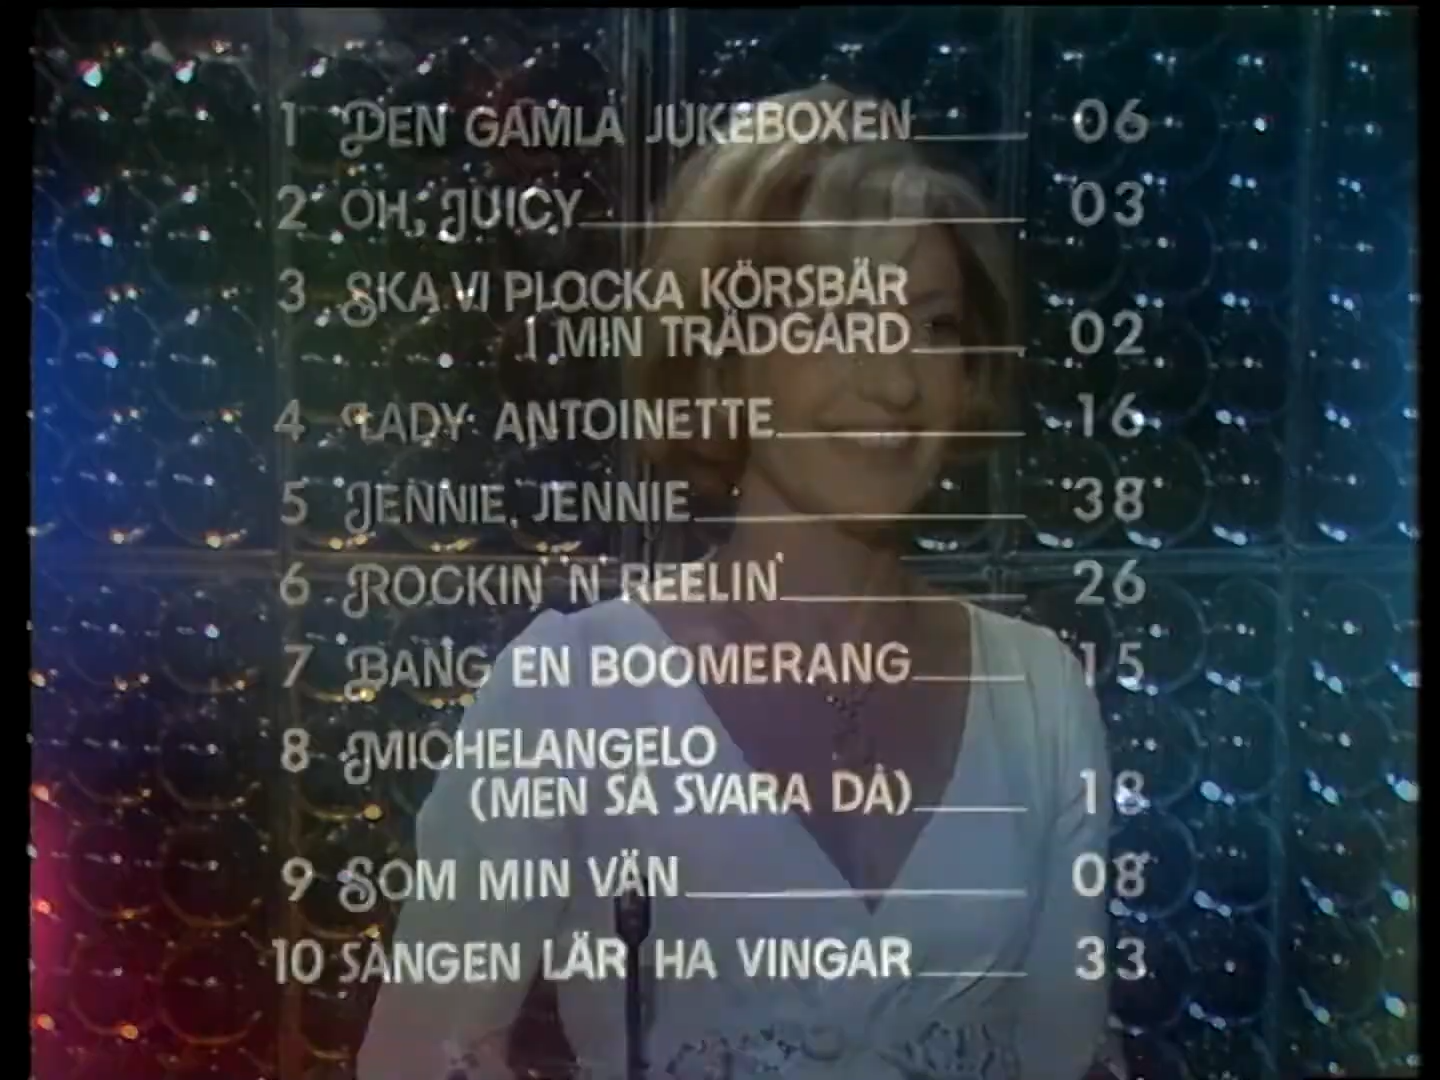 1 DEN GAMLA JUKEBOXEN 06
2 OH, JUICY 03
3 SKA VI PLOCKA KÖRSBÄR
I MIN TRÄDGÅRD 02
4 LADY ANTOINETTE 16
5 JENNIE, JENNIE 38
6 ROCKIN' 'N' REELIN' 26
7 BANG EN BOOMERANG 15
8 MICHELANGELO
(MEN SÅ SVARA DÅ) 18
9 SOM MIN VÄN 08
10 SÅNGEN LÄR HA VINGAR 33